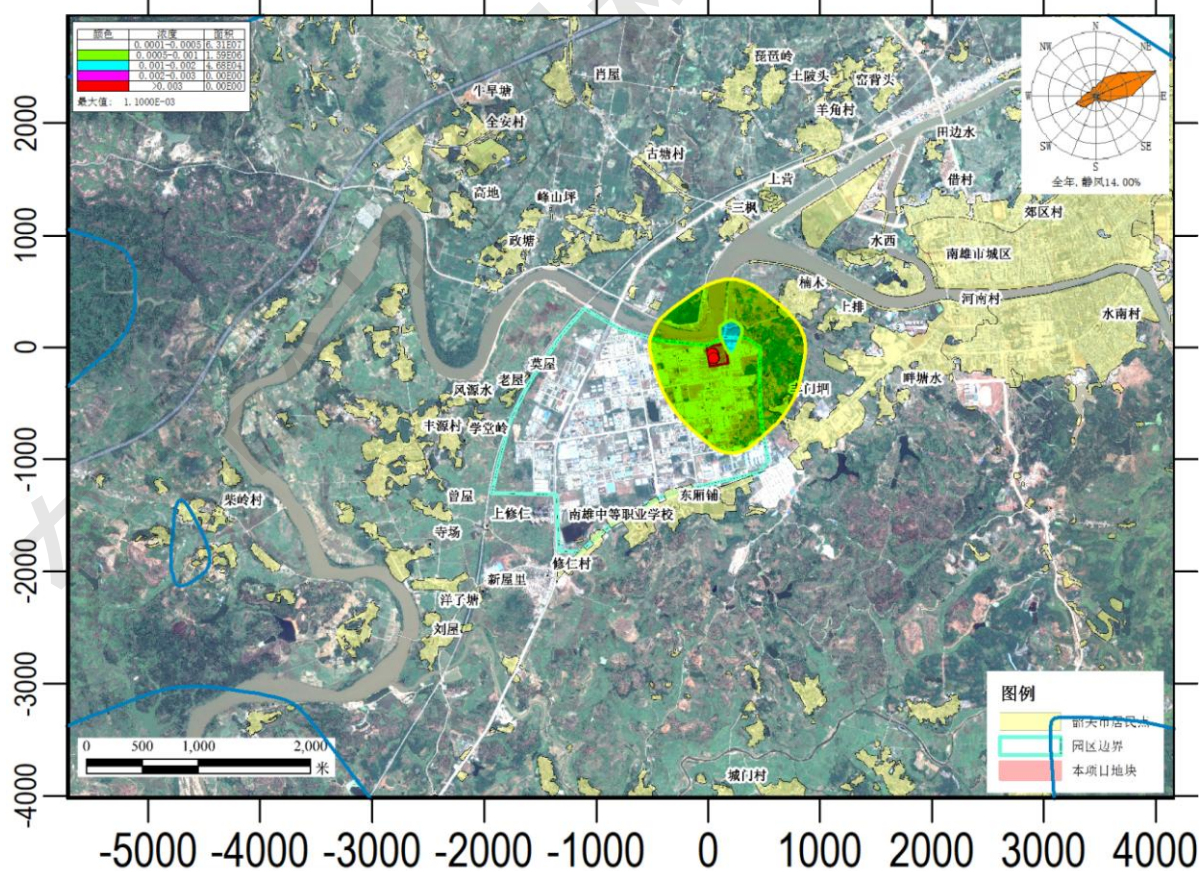 颜色 浓度 面积
0.0001-0.0005 6.31E07
0.0005-0.001 1.59E06
0.001-0.002 4.68E04
0.002-0.003 0.00E00
>0.003 0.00E00
最大值: 1.1000E-03
N
NW NE
W E
SW SE
S
全年,静风14.00%
琵琶岭
肖屋 土陂头 窑背头
牛旱塘
羊角村
全安村
田边水
古塘村
上营 借村
高地
峰山坪
三枫 郊区村
政塘 水西
南雄市城区
楠木
上排 河南村
水南村
莫屋
老屋
风源水 畔塘水
丰源村 学堂岭
曾屋 东厢铺
柴岭村
上修仁 南雄中等职业学校
寺场
修仁村
新屋里
洋了塘
刘屋
城门村
图例
韶关市居民点
园区边界
本项目地块
0 500 1,000 2,000
米
2000
1000
0
-1000
-2000
-3000
-4000
-5000 -4000 -3000 -2000 -1000 0 1000 2000 3000 4000